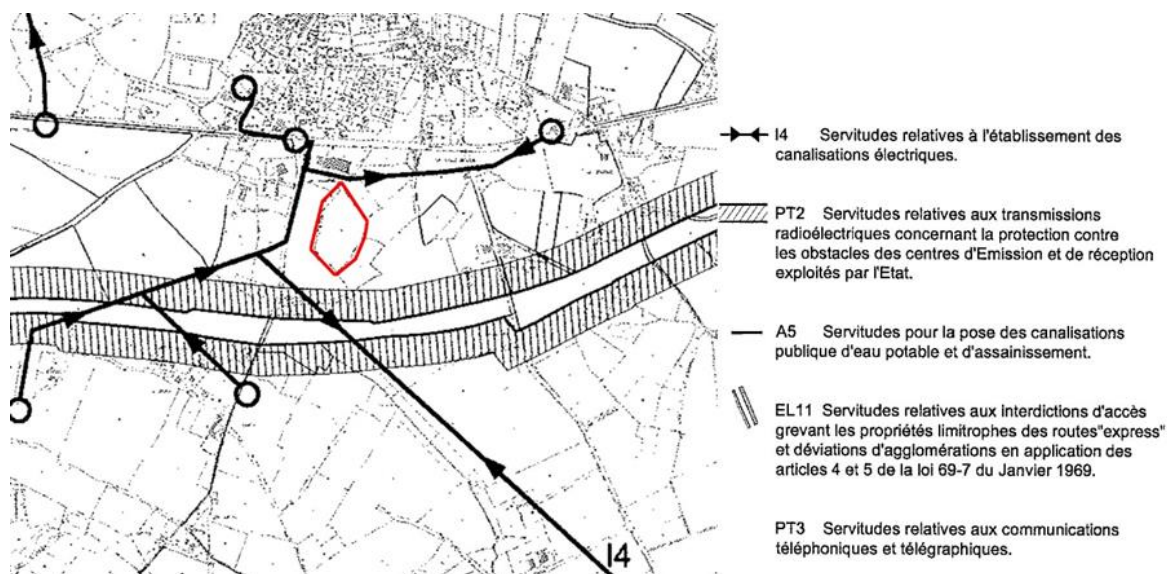 I4
I4 Servitudes relatives à l'établissement des
canalisations électriques.
PT2 Servitudes relatives aux transmissions
radioélectriques concernant la protection contre
les obstacles des centres d'Emission et de réception
exploités par l'Etat.
A5 Servitudes pour la pose des canalisations
publique d'eau potable et d'assainissement.
EL11 Servitudes relatives aux interdictions d'accès
grevant les propriétés limitrophes des routes"express"
et déviations d'agglomérations en application des
articles 4 et 5 de la loi 69-7 du Janvier 1969.
PT3 Servitudes relatives aux communications
téléphoniques et télégraphiques.